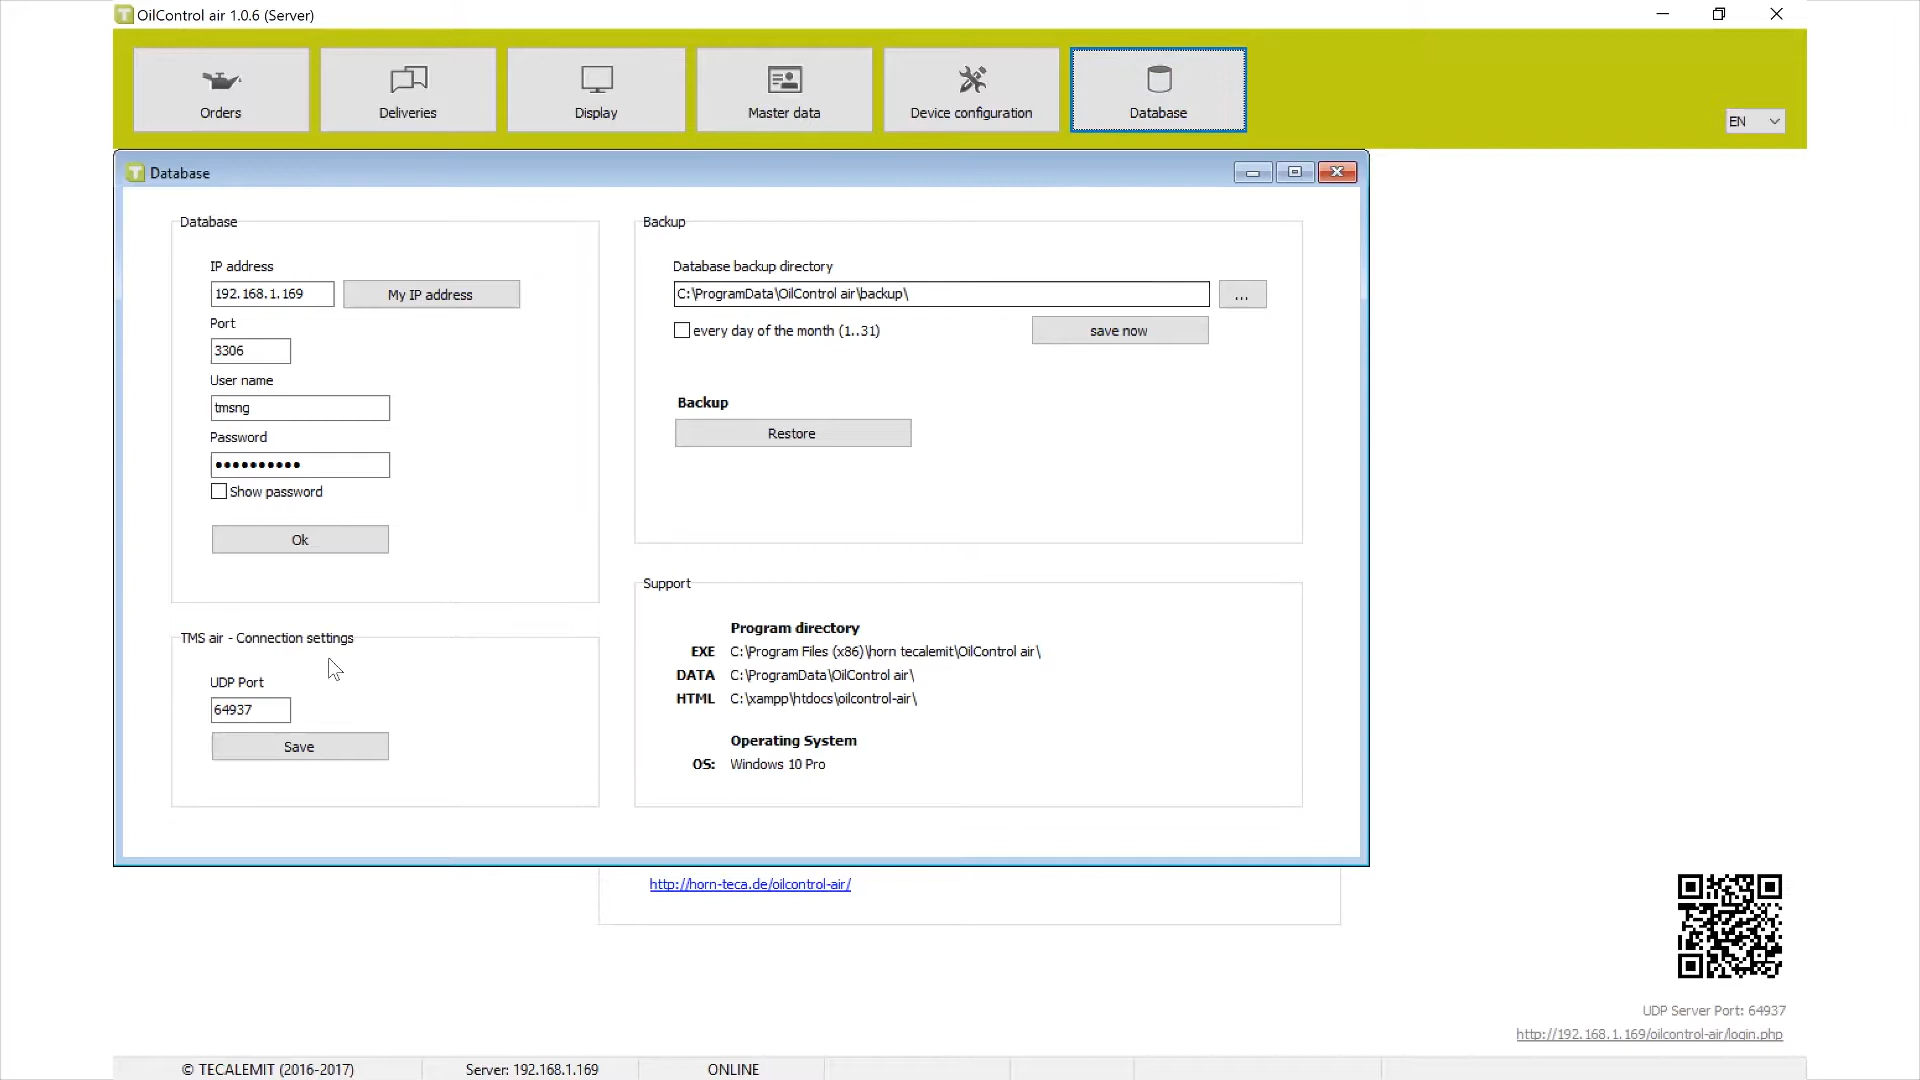 OilControl air 1.0.6 (Server)
Orders
Deliveries
Display
Master data
Device configuration
Database
EN
Database
Database
IP address
192.168.1.169
My IP address
Port
3306
User name
tmsng
Password
••••••••••
Show password
Ok
TMS air - Connection settings
UDP Port
64937
Save
Backup
Database backup directory
C:\ProgramData\OilControl air\backup\
...
every day of the month (1..31)
save now
Backup
Restore
Support
Program directory
EXE C:\Program Files (x86)\horn tecalemit\OilControl air\
DATA C:\ProgramData\OilControl air\
HTML C:\xampp\htdocs\oilcontrol-air\
Operating System
OS: Windows 10 Pro
http://horn-teca.de/oilcontrol-air/
UDP Server Port: 64937
http://192.168.1.169/oilcontrol-air/login.php
© TECALEMIT (2016-2017)
Server: 192.168.1.169
ONLINE